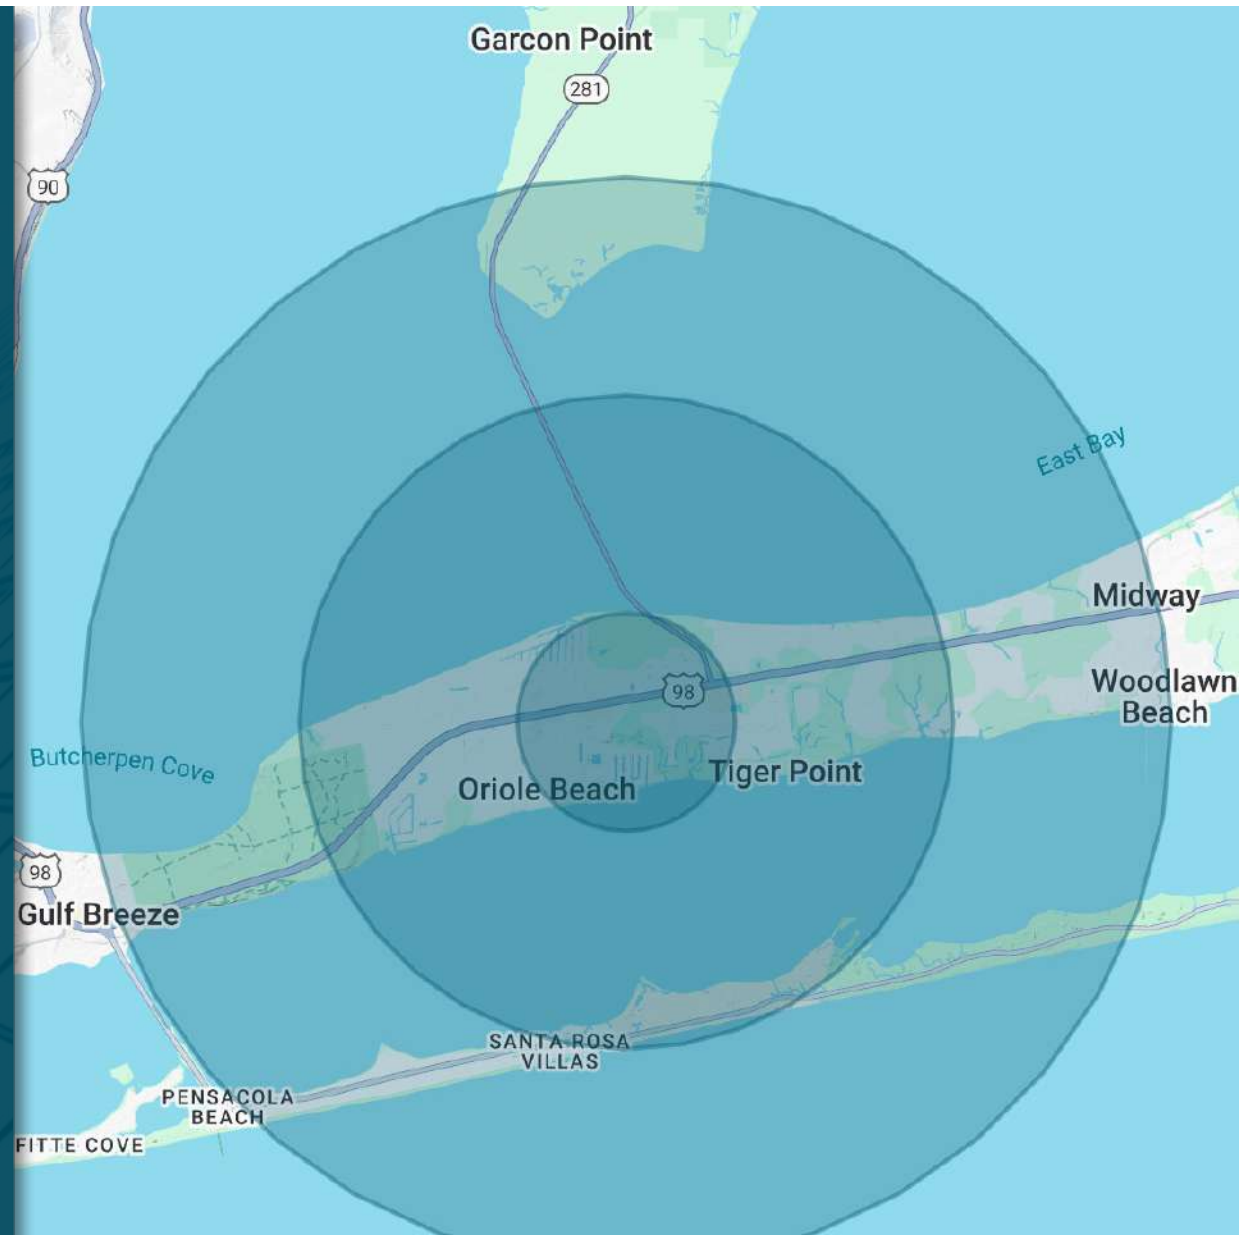 Garcon Point
281
90
East Bay
Midway
98
Woodlawn
Beach
Butcherpen Cove
Tiger Point
Oriole Beach
98
Gulf Breeze
SANTA ROSA
VILLAS
PENSACOLA
BEACH
FITTE COVE